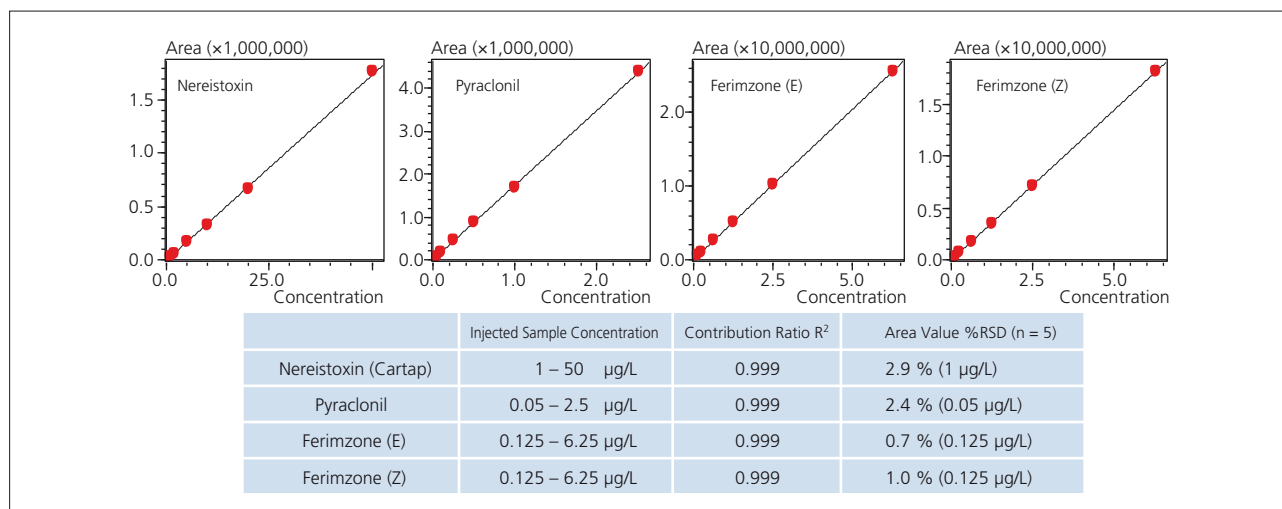 Area (×1,000,000)
Nereistoxin
1.5
1.0
0.5
0.0
0.0 25.0
Concentration
Area (×1,000,000)
Pyraclonil
4.0
3.0
2.0
1.0
0.0
0.0 1.0 2.0
Concentration
Area (×10,000,000)
Ferimzone (E)
2.0
1.0
0.0
0.0 2.5 5.0
Concentration
Area (×10,000,000)
Ferimzone (Z)
1.5
1.0
0.5
0.0
0.0 2.5 5.0
Concentration
Injected Sample Concentration Contribution Ratio R² Area Value %RSD (n = 5)
Nereistoxin (Cartap) 1 – 50 µg/L 0.999 2.9 % (1 µg/L)
Pyraclonil 0.05 – 2.5 µg/L 0.999 2.4 % (0.05 µg/L)
Ferimzone (E) 0.125 – 6.25 µg/L 0.999 0.7 % (0.125 µg/L)
Ferimzone (Z) 0.125 – 6.25 µg/L 0.999 1.0 % (0.125 µg/L)